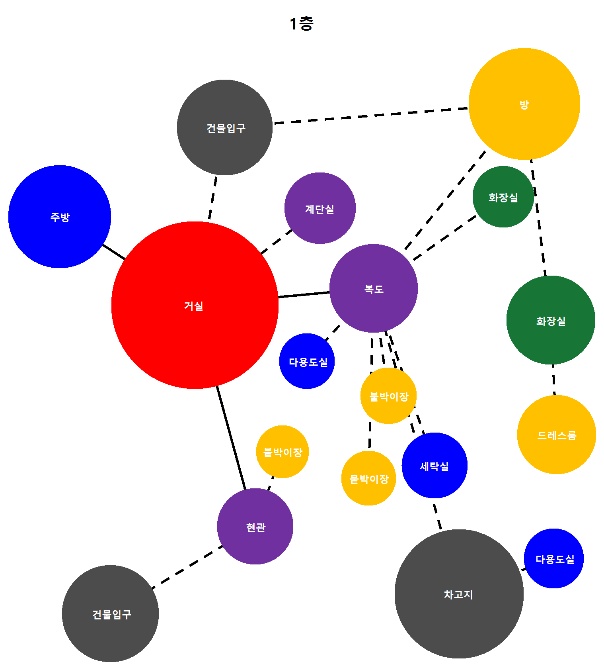 1층
방
건물입구
화장실
계단실
주방
복도
거실
화장실
다용도실
붙박이장
드레스룸
붙박이장
세탁실
붙박이장
현관
다용도실
차고지
건물입구